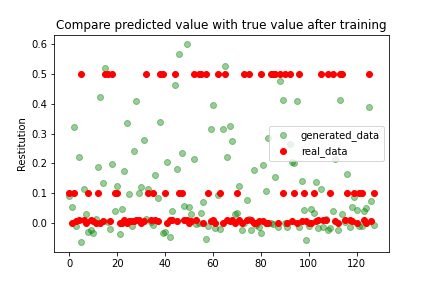 Compare predicted value with true value after training
0.6
0.5
0.4
0.3
0.2
0.1
0.0
Restitution
generated_data
real_data
0 20 40 60 80 100 120